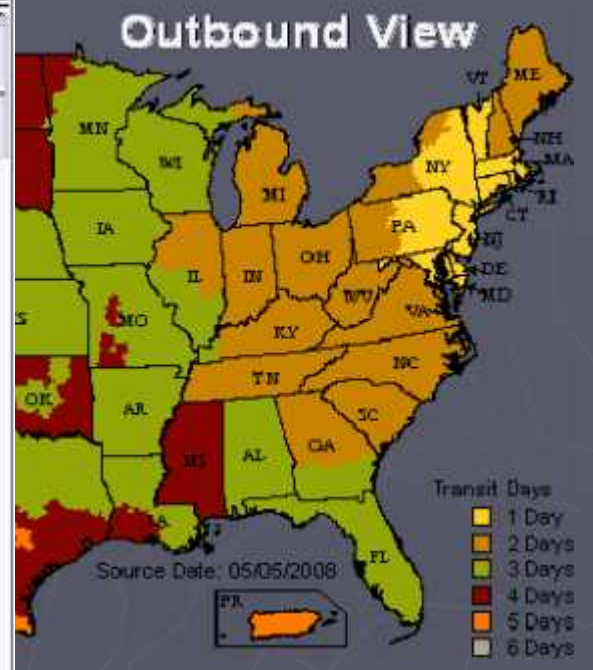 Outbound View
VT
ME
MN
NH
MA
NY
WI
RI
MI
CT
PA
IA
NJ
OH
IL
IN
DE
MD
WV
VA
MO
S
KY
NC
TN
OK
AR
SC
MS
AL
GA
LA
FL
Transit Days
1 Day
2 Days
3 Days
4 Days
5 Days
6 Days
Source Date: 05/05/2008
PR